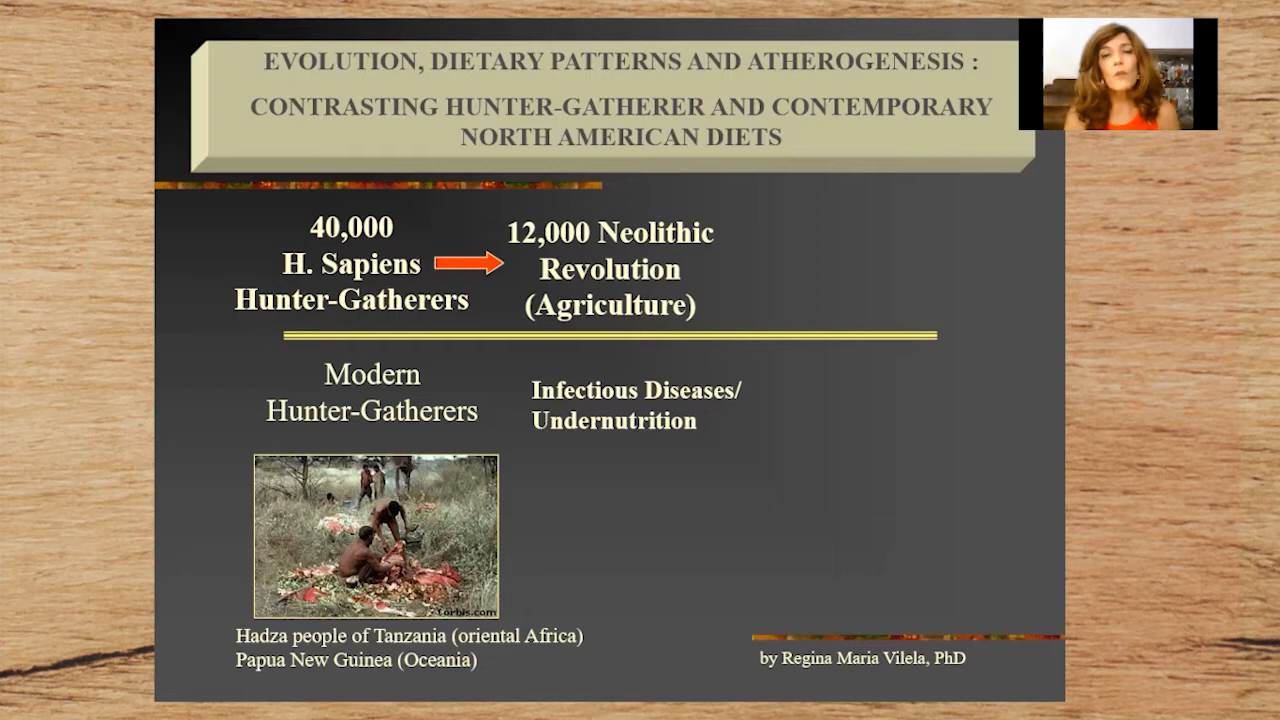 EVOLUTION, DIETARY PATTERNS AND ATHEROGENESIS :
CONTRASTING HUNTER-GATHERER AND CONTEMPORARY
NORTH AMERICAN DIETS
40,000
H. Sapiens
Hunter-Gatherers
12,000 Neolithic
Revolution
(Agriculture)
Modern
Hunter-Gatherers
Infectious Diseases/
Undernutrition
Hadza people of Tanzania (oriental Africa)
Papua New Guinea (Oceania)
by Regina Maria Vilela, PhD